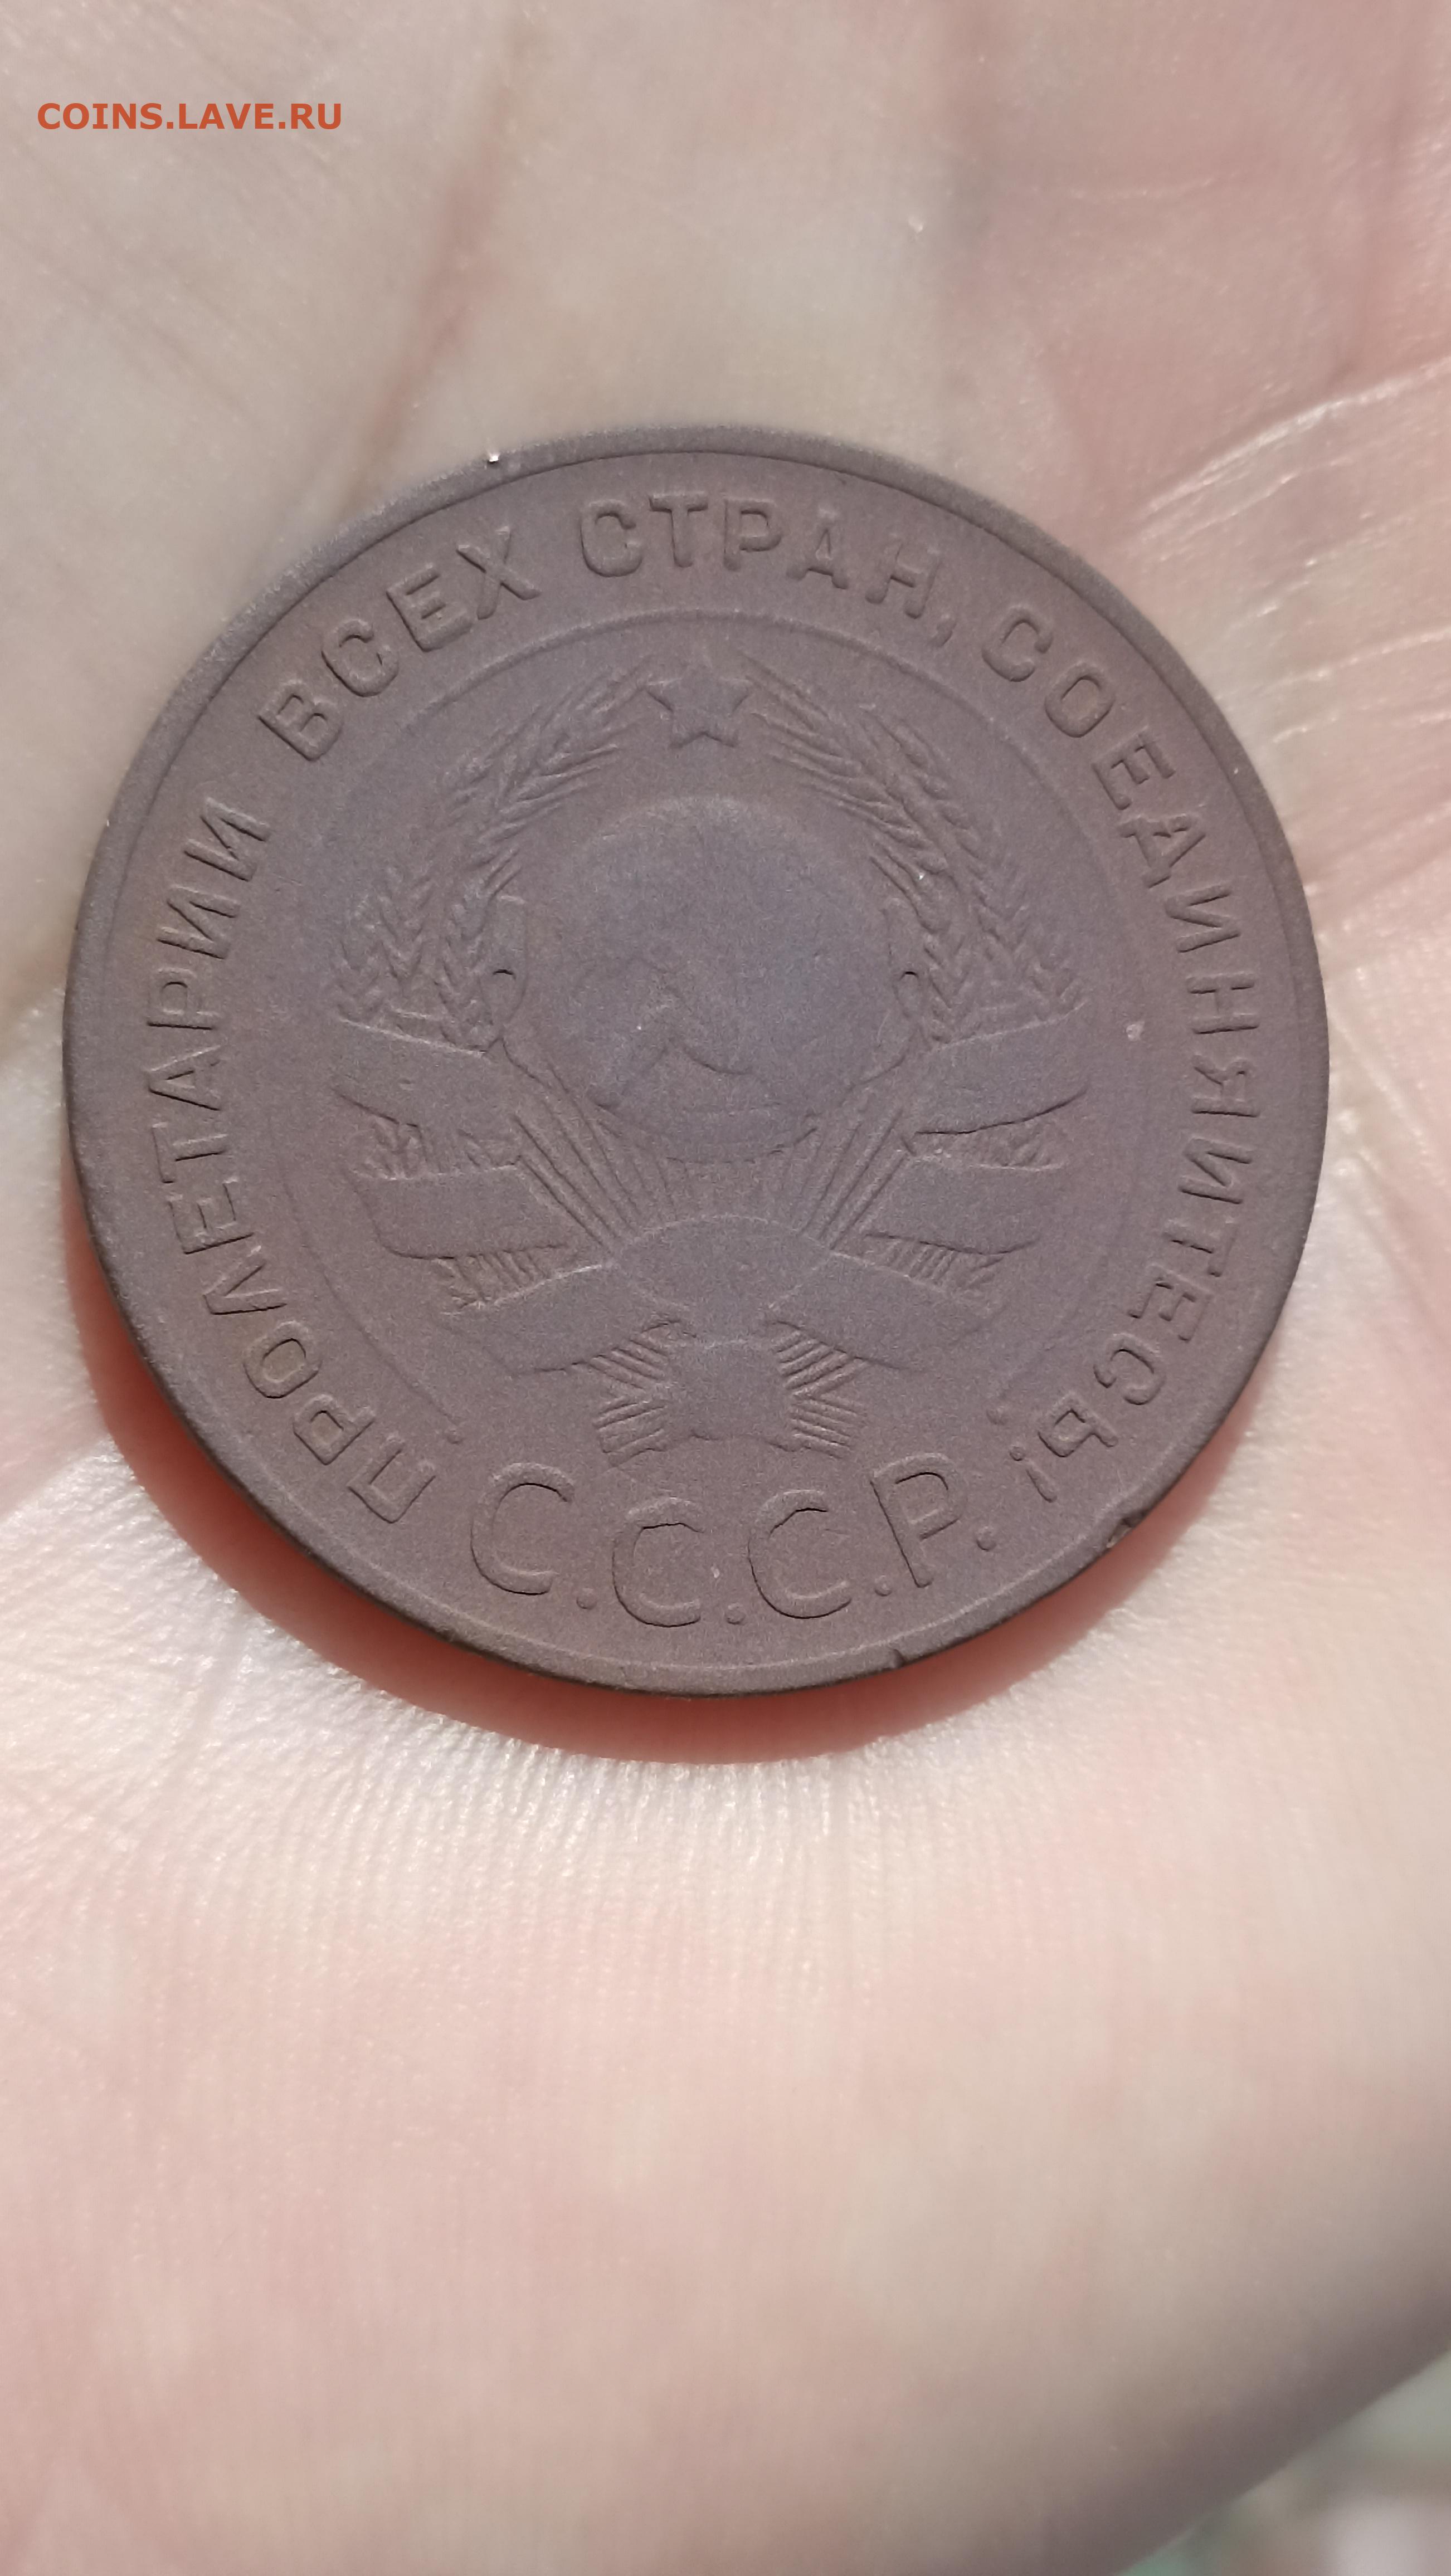 COINS.LAVE.RU
ПРОЛЕТАРИИ ВСЕХ СТРАН, СОЕДИНЯЙТЕСЬ!
С.С.С.Р.